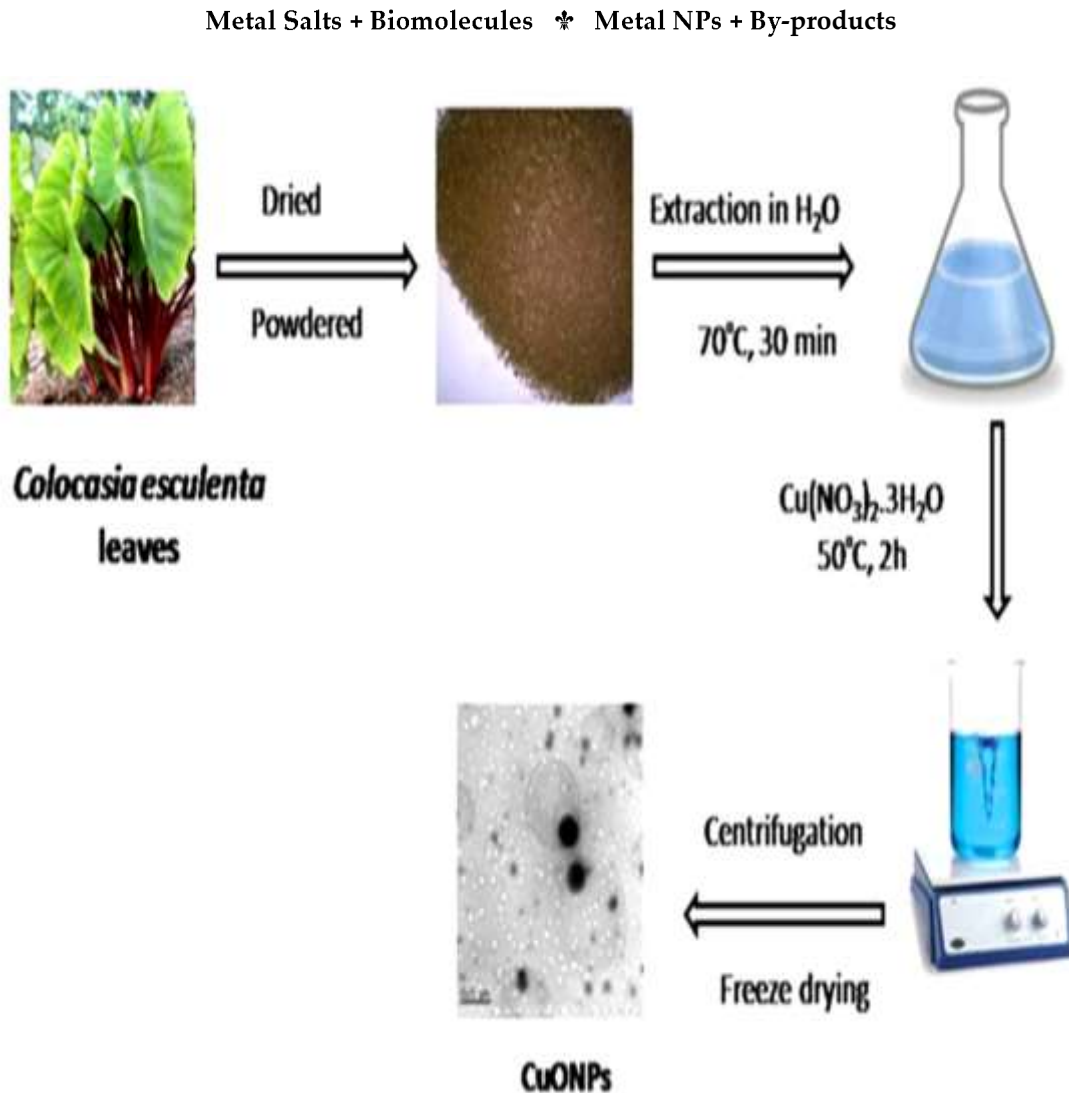 Metal Salts + Biomolecules ⚜ Metal NPs + By-products
Dried
Powdered
Extraction in H₂O
70°C, 30 min
Colocasia esculenta
leaves
Cu(NO₃)₂.3H₂O
50°C, 2h
Centrifugation
Freeze drying
CuONPs